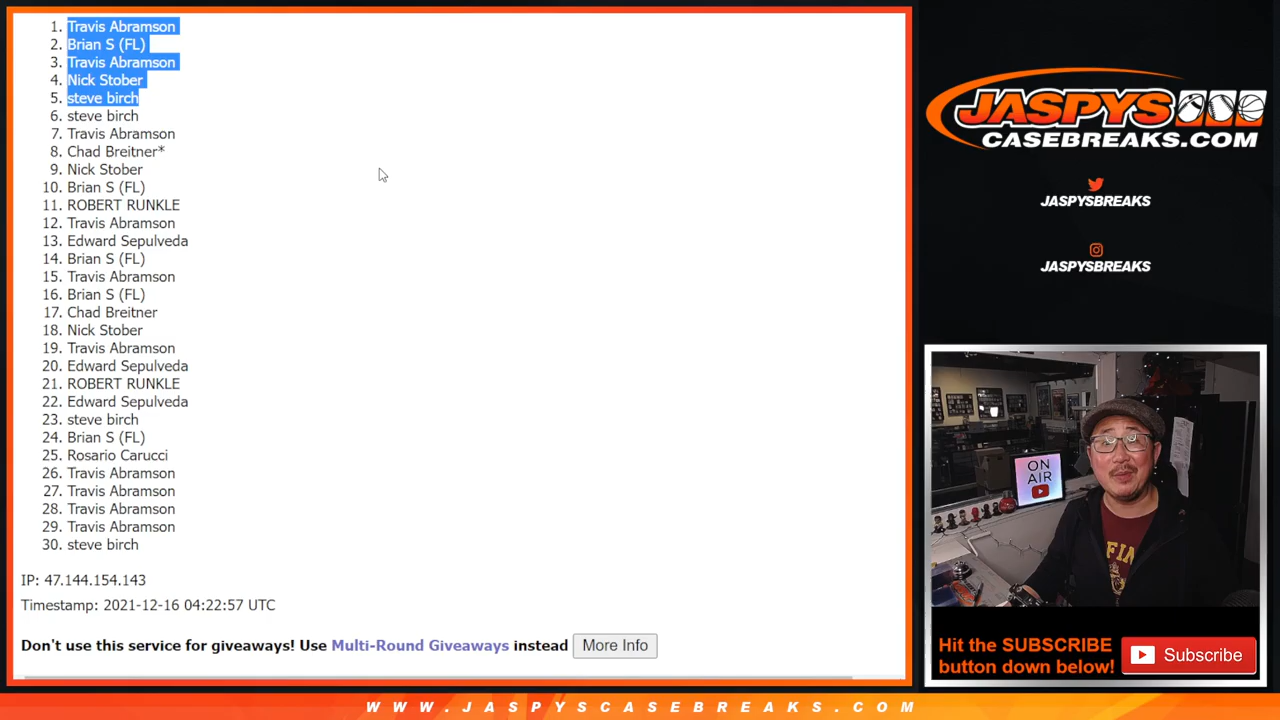 1. Travis Abramson
2. Brian S (FL)
3. Travis Abramson
4. Nick Stober
5. steve birch
6. steve birch
7. Travis Abramson
8. Chad Breitner*
9. Nick Stober
10. Brian S (FL)
11. ROBERT RUNKLE
12. Travis Abramson
13. Edward Sepulveda
14. Brian S (FL)
15. Travis Abramson
16. Brian S (FL)
17. Chad Breitner
18. Nick Stober
19. Travis Abramson
20. Edward Sepulveda
21. ROBERT RUNKLE
22. Edward Sepulveda
23. steve birch
24. Brian S (FL)
25. Rosario Carucci
26. Travis Abramson
27. Travis Abramson
28. Travis Abramson
29. Travis Abramson
30. steve birch
IP: 47.144.154.143
Timestamp: 2021-12-16 04:22:57 UTC
Don't use this service for giveaways! Use Multi-Round Giveaways instead More Info
JASPYS
CASEBREAKS.COM
JASPYSBREAKS
JASPYSBREAKS
ON
AIR
FIN
Hit the SUBSCRIBE
button down below!
Subscribe
WWW.JASPYSCASEBREAKS.COM